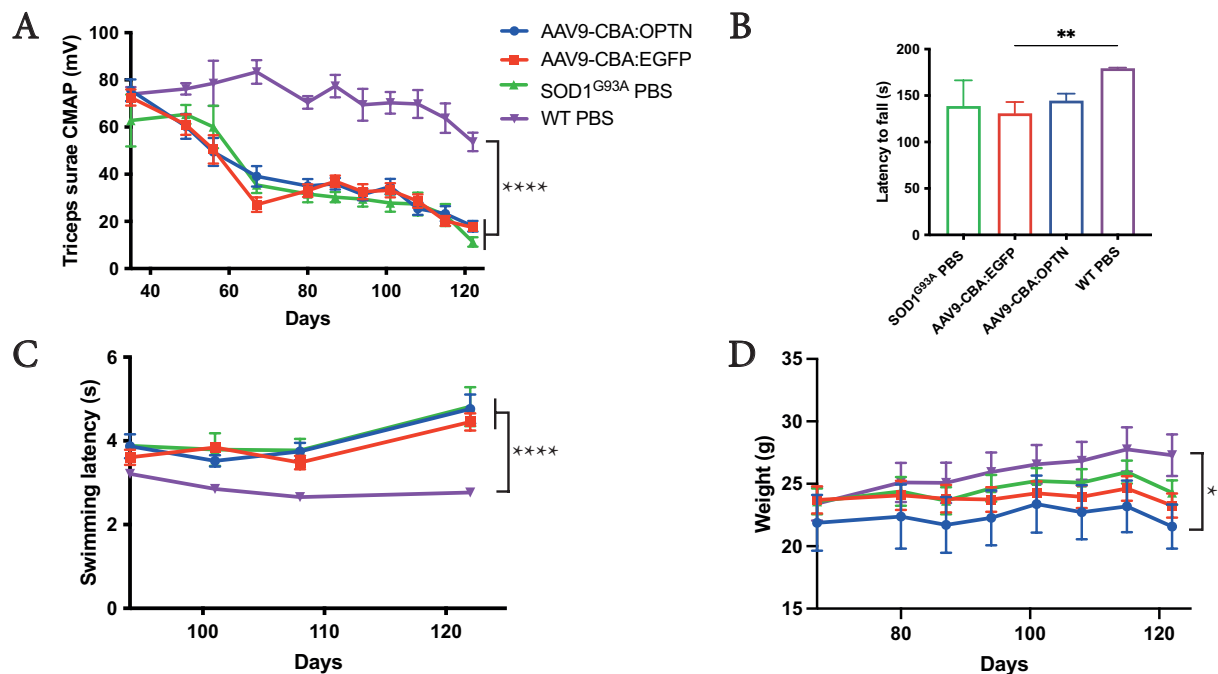 A
Triceps surae CMAP (mV)
100
80
60
40
20
0
40
60
80
100
120
Days
AAV9-CBA:OPTN
AAV9-CBA:EGFP
SOD1G93A PBS
WT PBS
****
B
**
Latency to fall (s)
200
150
100
50
0
SOD1G93A PBS
AAV9-CBA:EGFP
AAV9-CBA:OPTN
WT PBS
C
Swimming latency (s)
6
4
2
0
100
110
120
Days
****
D
Weight (g)
35
30
25
20
15
80
100
120
Days
*